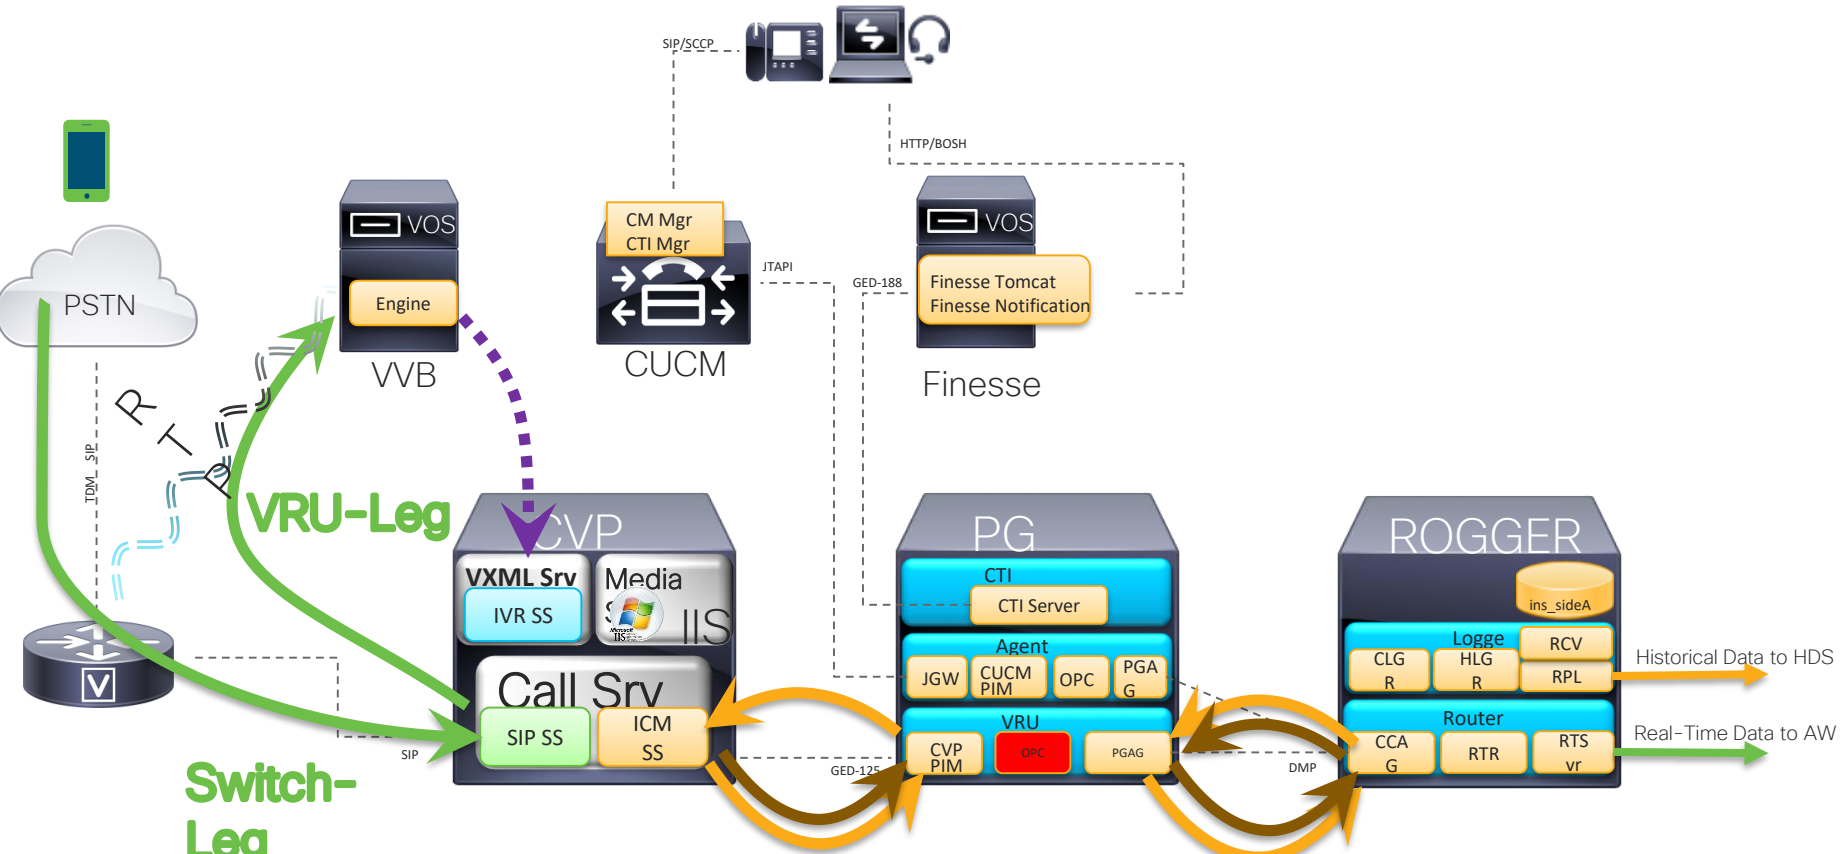 SIP/SCCP
HTTP/BOSH
VOS
CM Mgr
CTI Mgr
VOS
PSTN
Engine
JTAPI
GED-188
Finesse Tomcat
Finesse Notification
VVB
CUCM
Finesse
R
T
P
TDM SIP
VRU-Leg
CVP
PG
ROGGER
VXML Srv
IVR SS
Media
S
Microsoft
IIS
IIS
CTI
CTI Server
ins_sideA
V
Agent
JGW
CUCM
PIM
OPC
PGA
G
Logge
CLG
R
HLG
R
RCV
RPL
Historical Data to HDS
Call Srv
SIP SS
ICM
SS
SIP
GED-125
VRU
CVP
PIM
OPC
PGAG
DMP
Router
CCA
G
RTR
RTS
vr
Real-Time Data to AW
Switch-
Leg